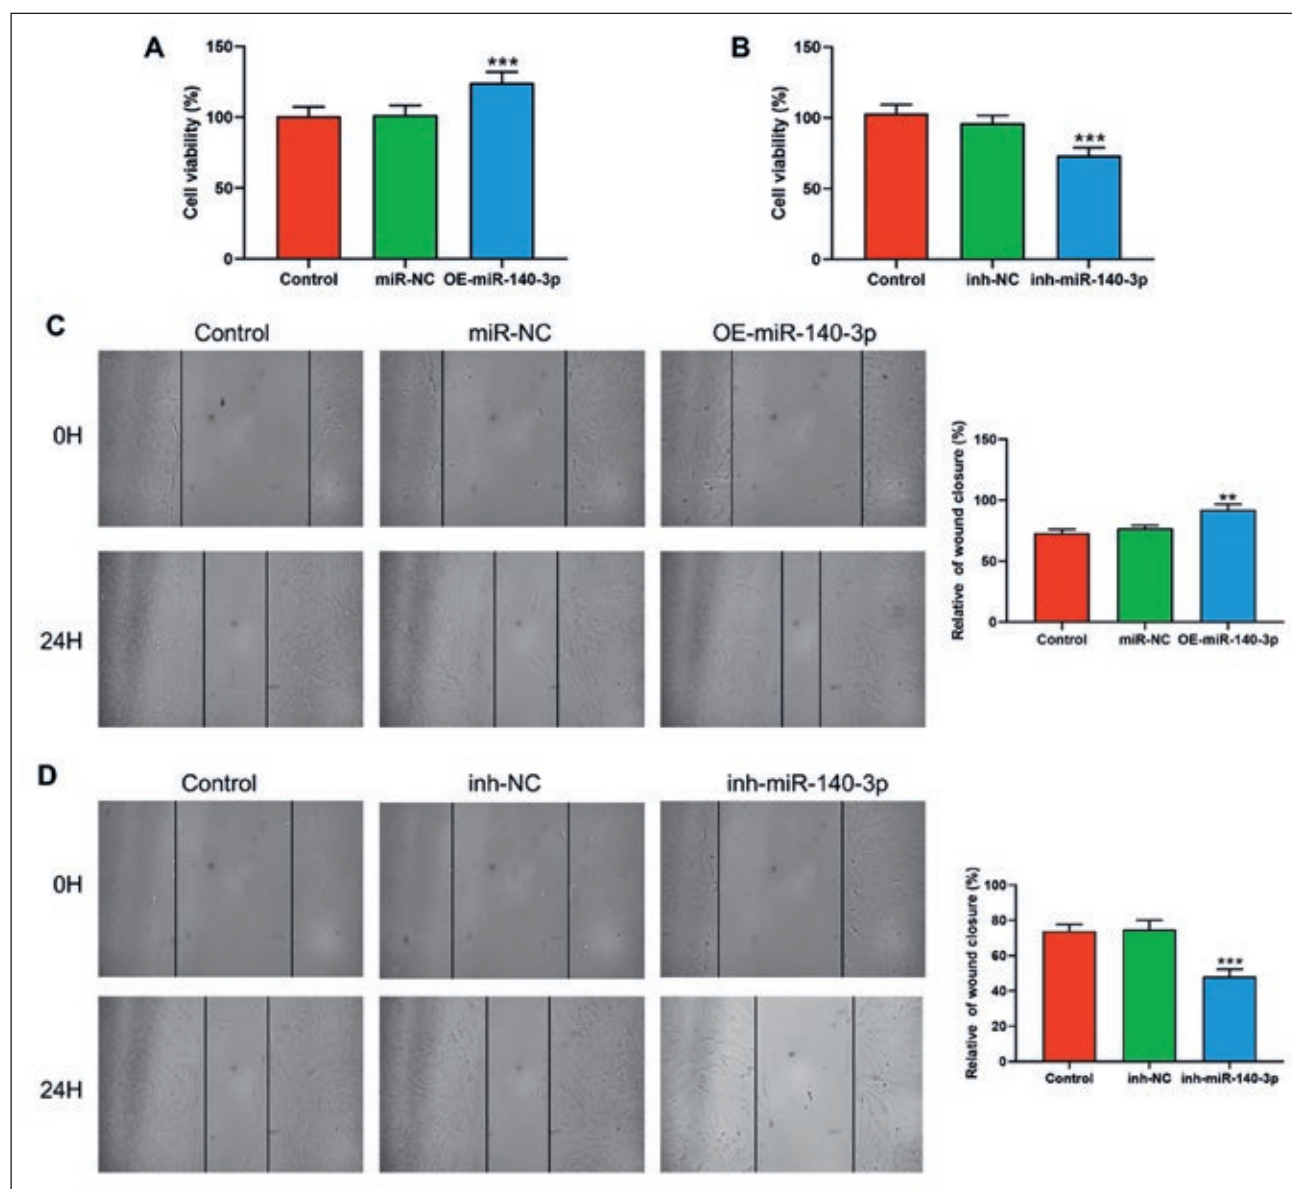 A
Cell viability (%)
150
100
50
0
***
Control
miR-NC
OE-miR-140-3p
B
Cell viability (%)
150
100
50
0
***
Control
inh-NC
inh-miR-140-3p
C
Control
miR-NC
OE-miR-140-3p
0H
24H
Relative of wound closure (%)
150
100
50
0
**
Control
miR-NC
OE-miR-140-3p
D
Control
inh-NC
inh-miR-140-3p
0H
24H
Relative of wound closure (%)
100
80
60
40
20
0
***
Control
inh-NC
inh-miR-140-3p